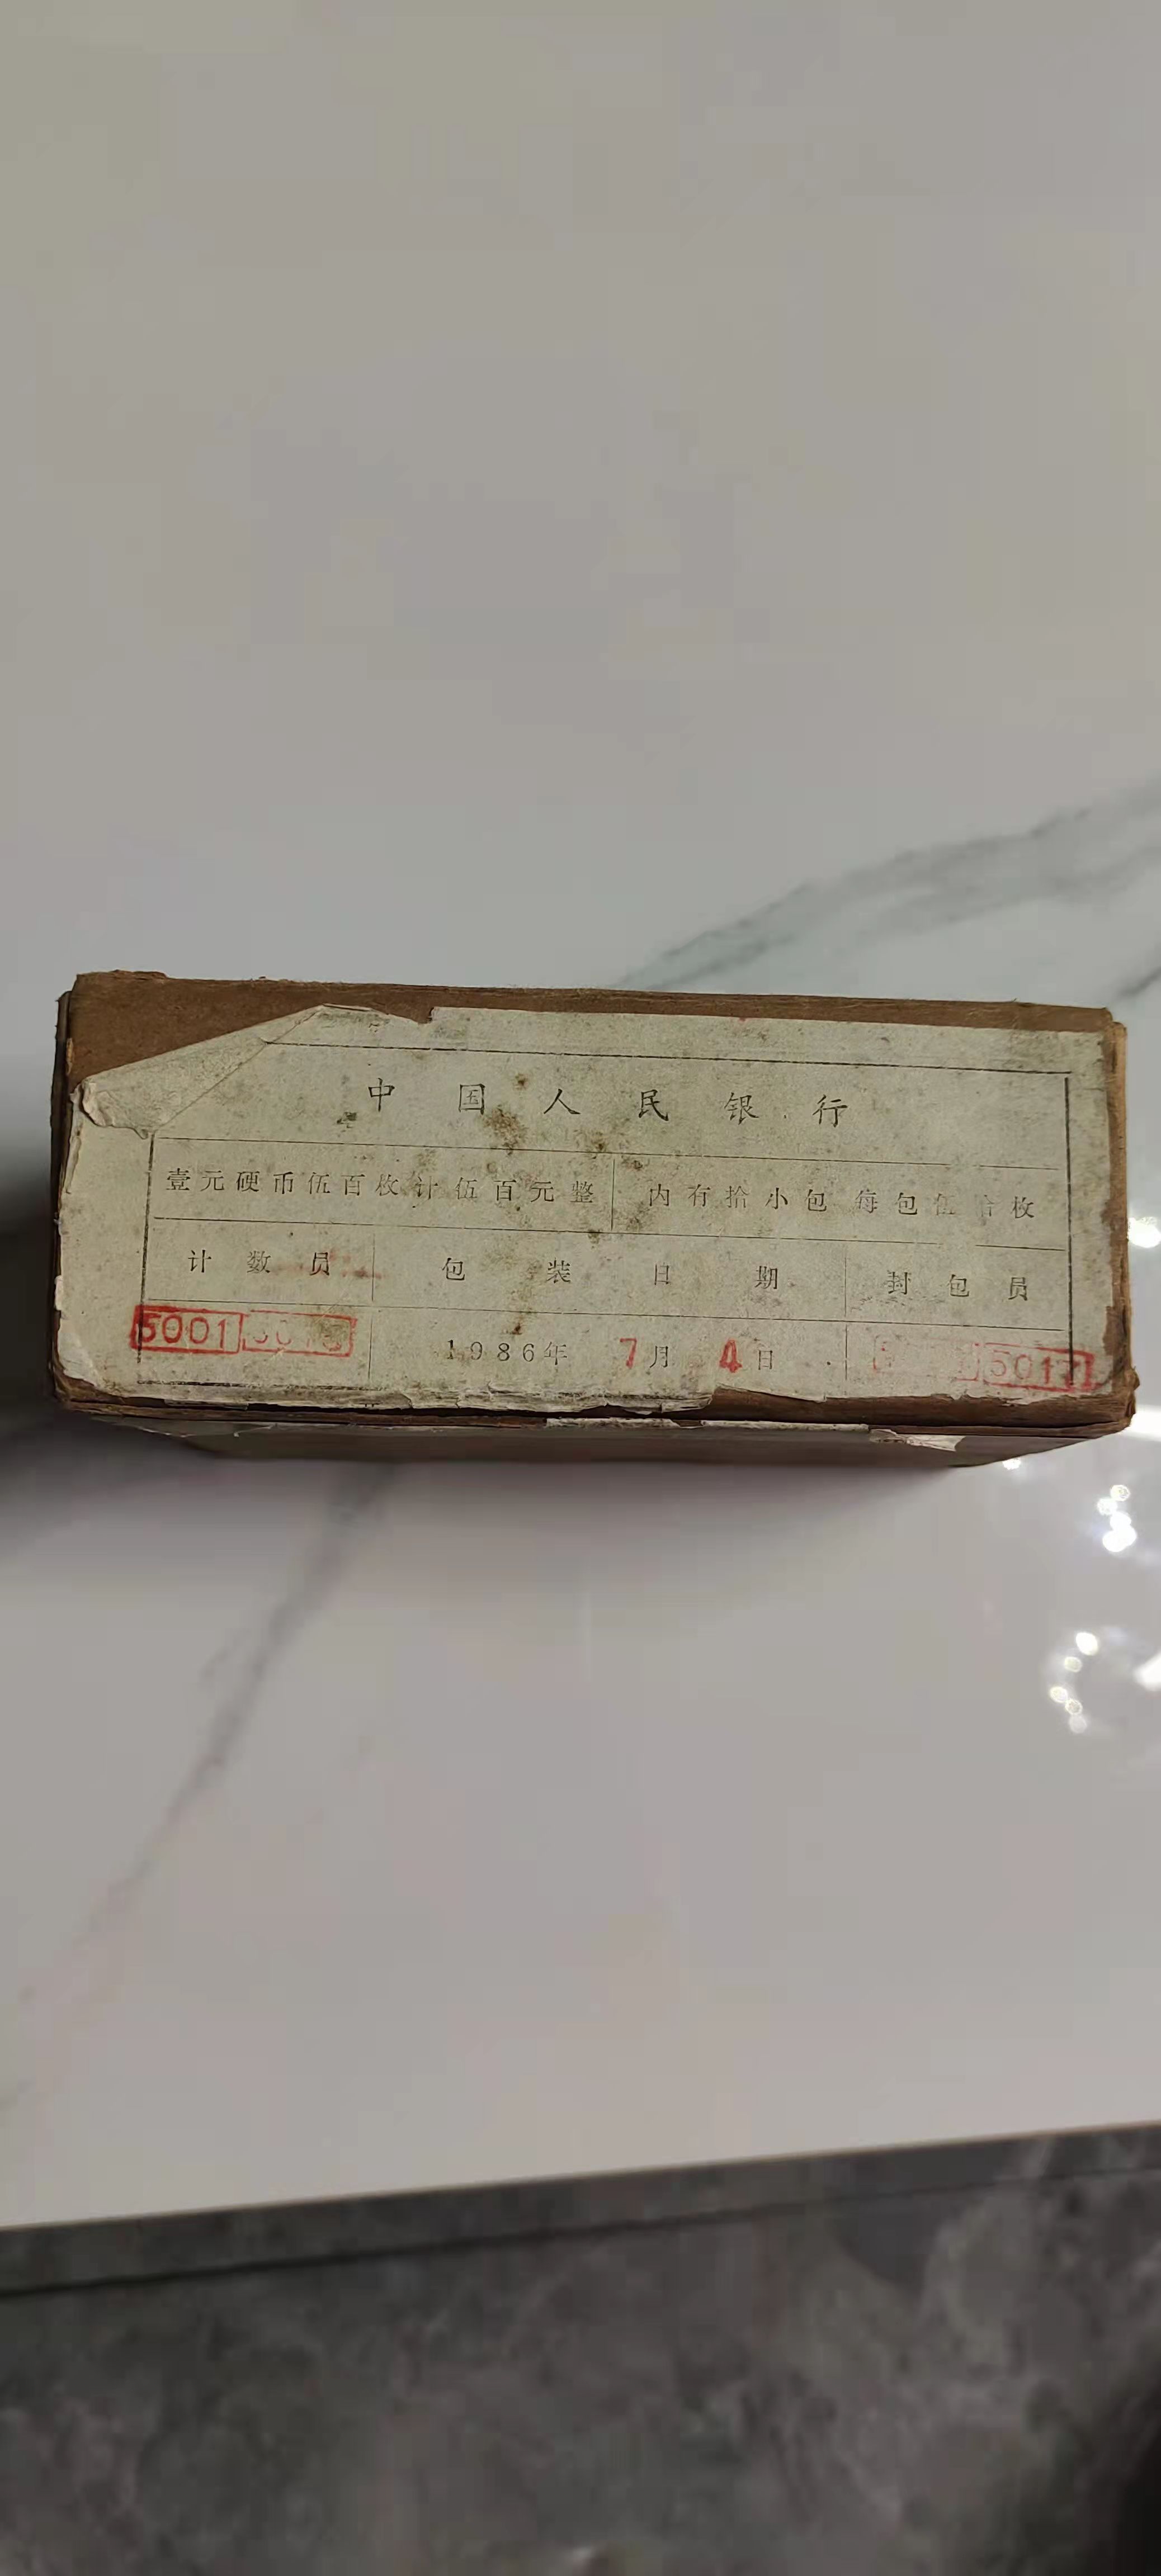 中国人民银行
壹元硬币伍百枚计伍百元整 内有拾小包 每包伍拾枚
计数员 包装日期 封包员
5001 1986年7月4日 5017